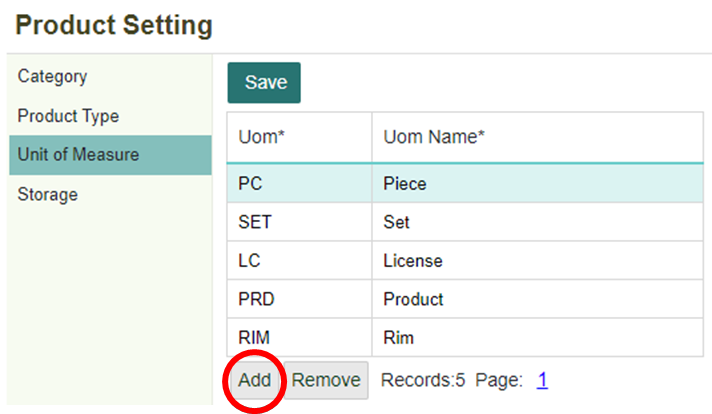 Product Setting
Category
Product Type
Unit of Measure
Storage
Save
Uom* Uom Name*
PC Piece
SET Set
LC License
PRD Product
RIM Rim
Add Remove Records:5 Page: 1